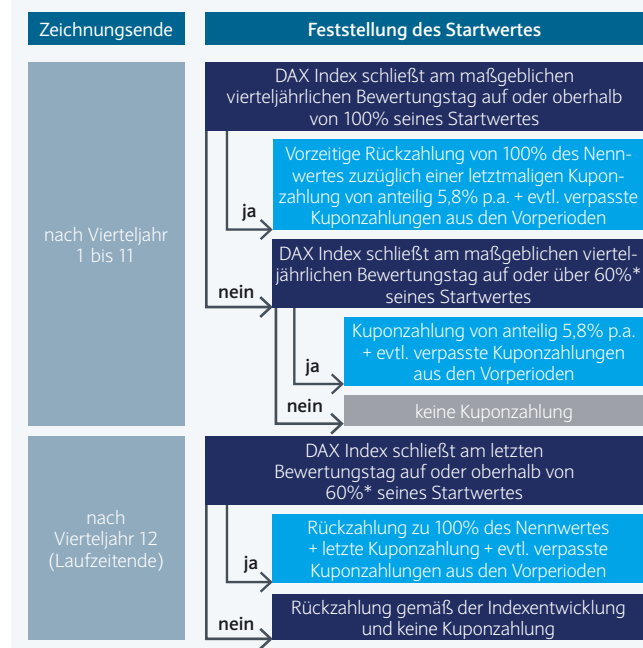 Zeichnungsende
Feststellung des Startwertes
nach Vierteljahr
1 bis 11
DAX Index schließt am maßgeblichen
vierteljährlichen Bewertungstag auf oder oberhalb
von 100% seines Startwertes
ja
Vorzeitige Rückzahlung von 100% des Nenn-
wertes zuzüglich einer letztmaligen Kupon-
zahlung von anteilig 5,8% p.a. + evtl. verpasste
Kuponzahlungen aus den Vorperioden
nein
DAX Index schließt am maßgeblichen viertel-
jährlichen Bewertungstag auf oder über 60%*
seines Startwertes
ja
Kuponzahlung von anteilig 5,8% p.a.
+ evtl. verpasste Kuponzahlungen
aus den Vorperioden
nein
keine Kuponzahlung
nach
Vierteljahr 12
(Laufzeitende)
DAX Index schließt am letzten
Bewertungstag auf oder oberhalb von
60%* seines Startwertes
ja
Rückzahlung zu 100% des Nennwertes
+ letzte Kuponzahlung + evtl. verpasste
Kuponzahlungen aus den Vorperioden
nein
Rückzahlung gemäß der Indexentwicklung
und keine Kuponzahlung